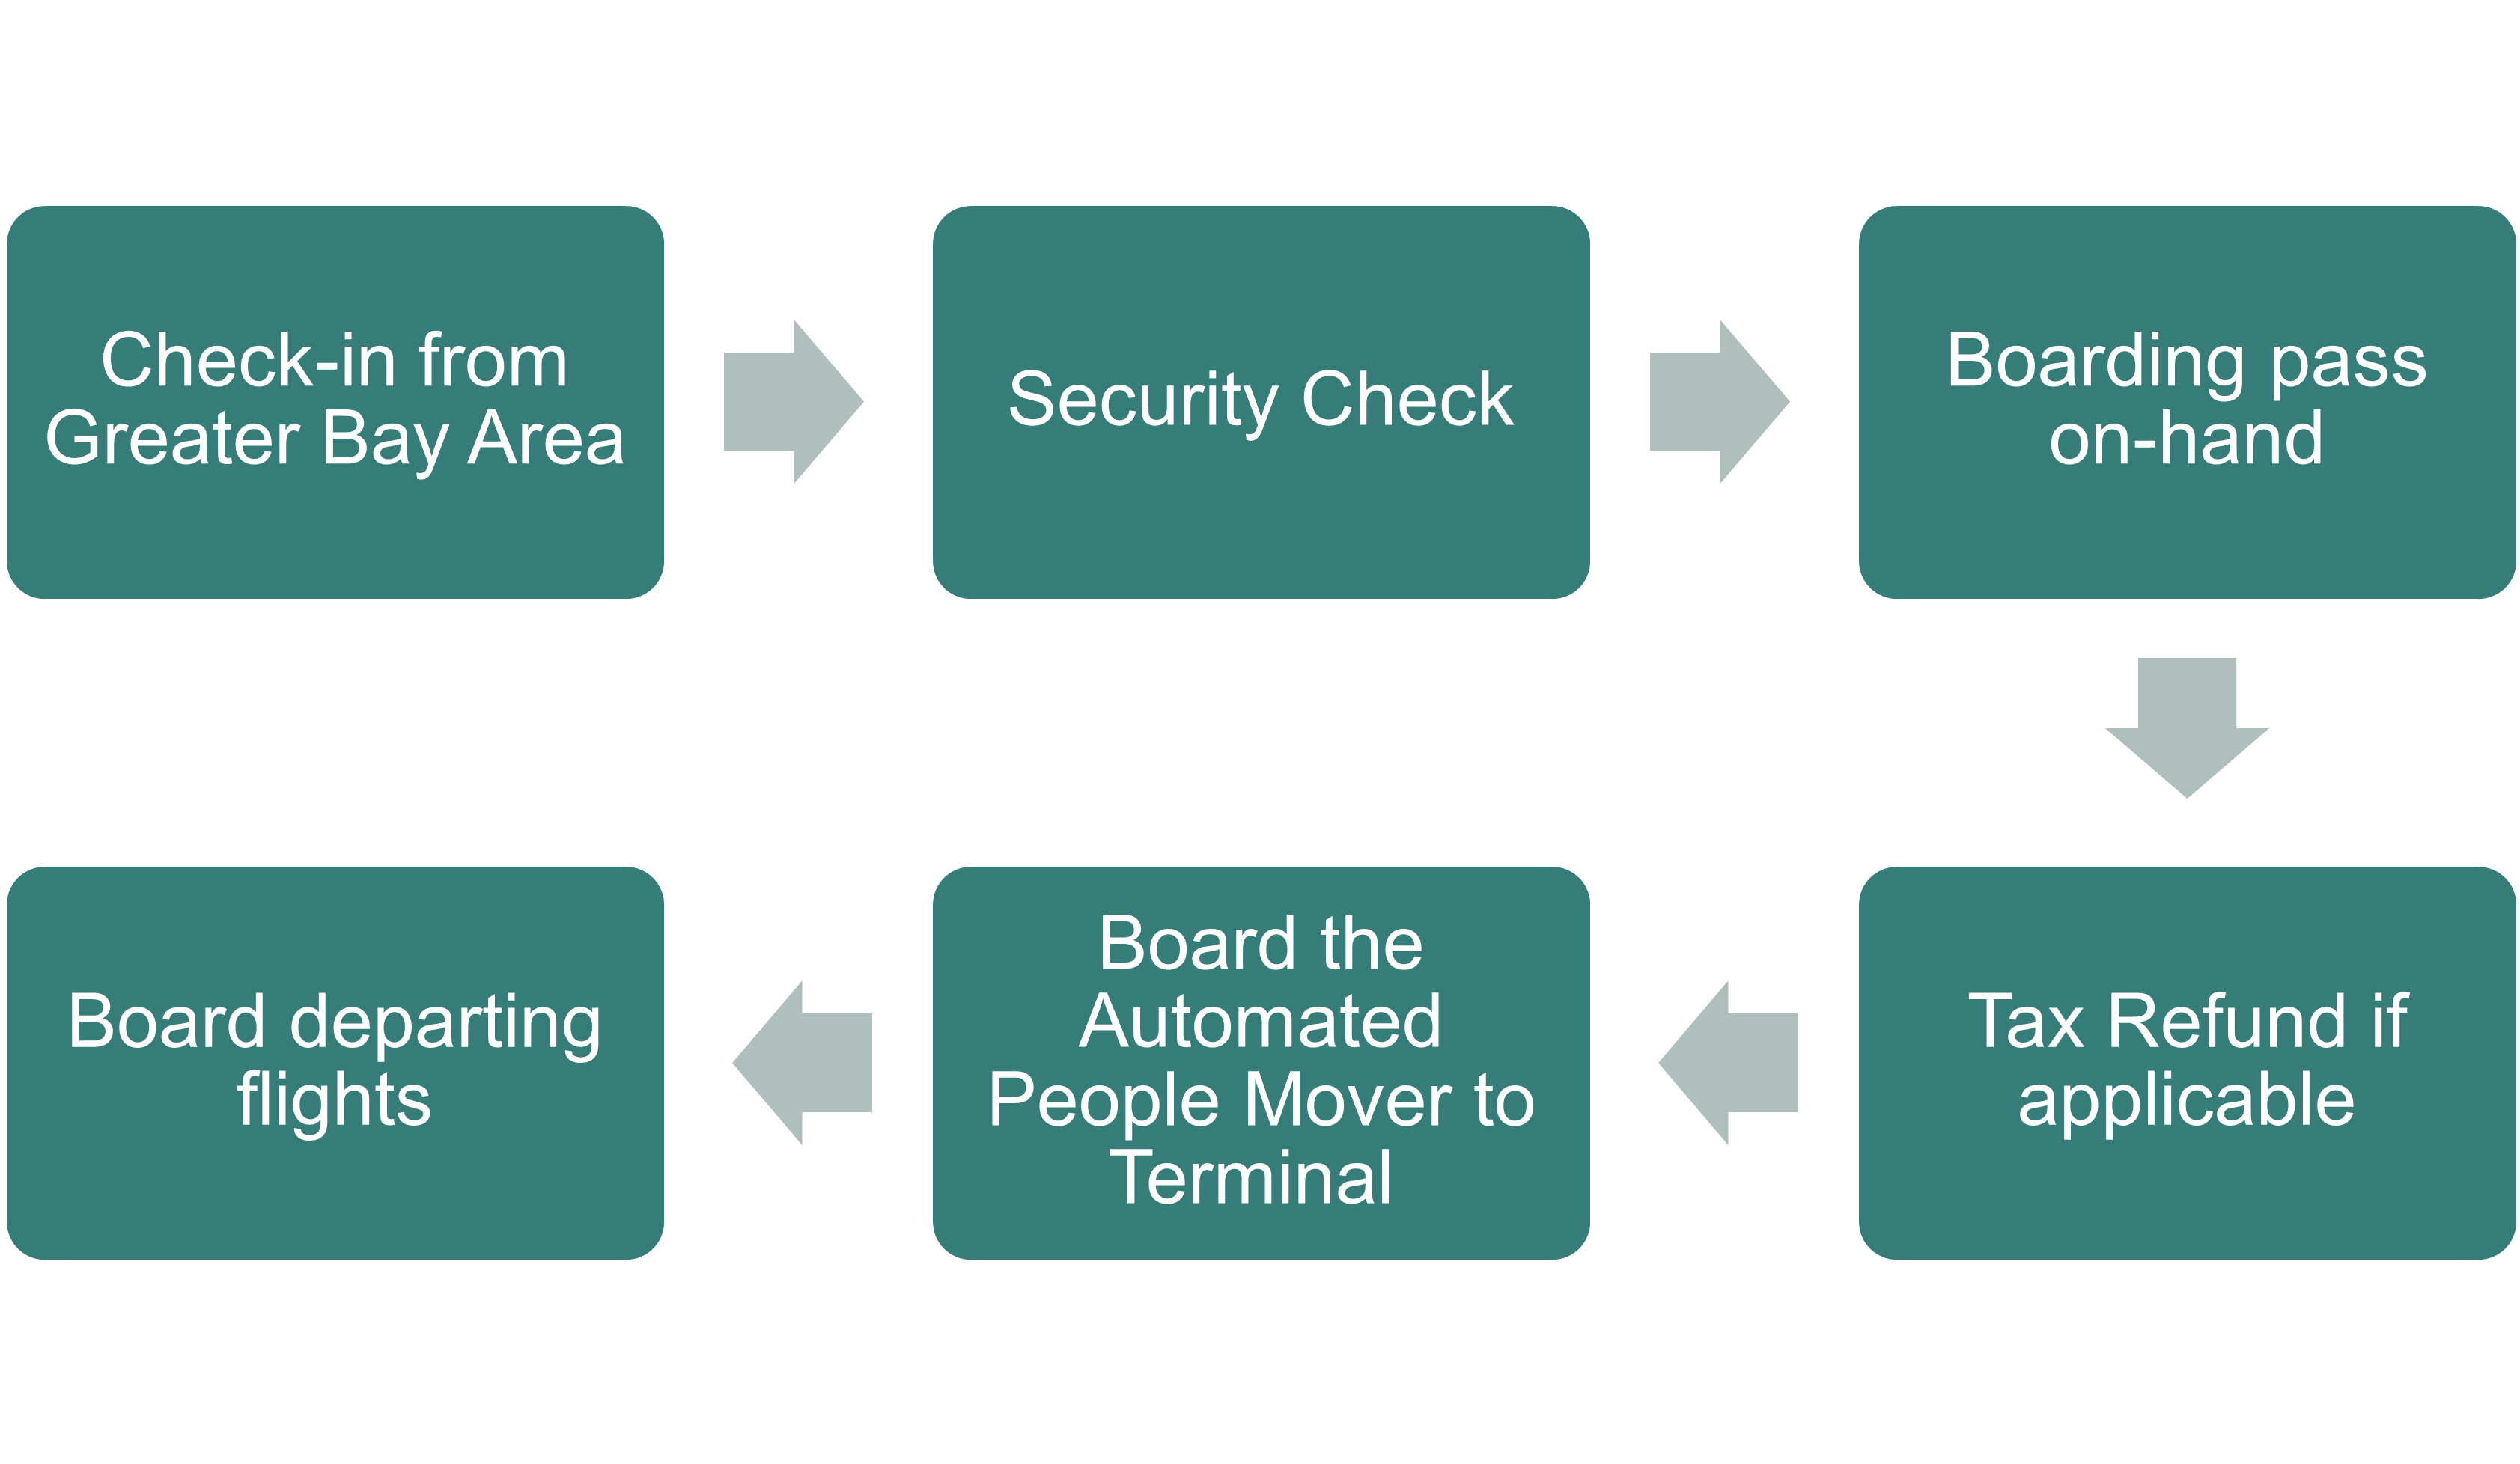 Check-in from
Greater Bay Area
Security Check
Boarding pass
on-hand
Tax Refund if
applicable
Board the
Automated
People Mover to
Terminal
Board departing
flights